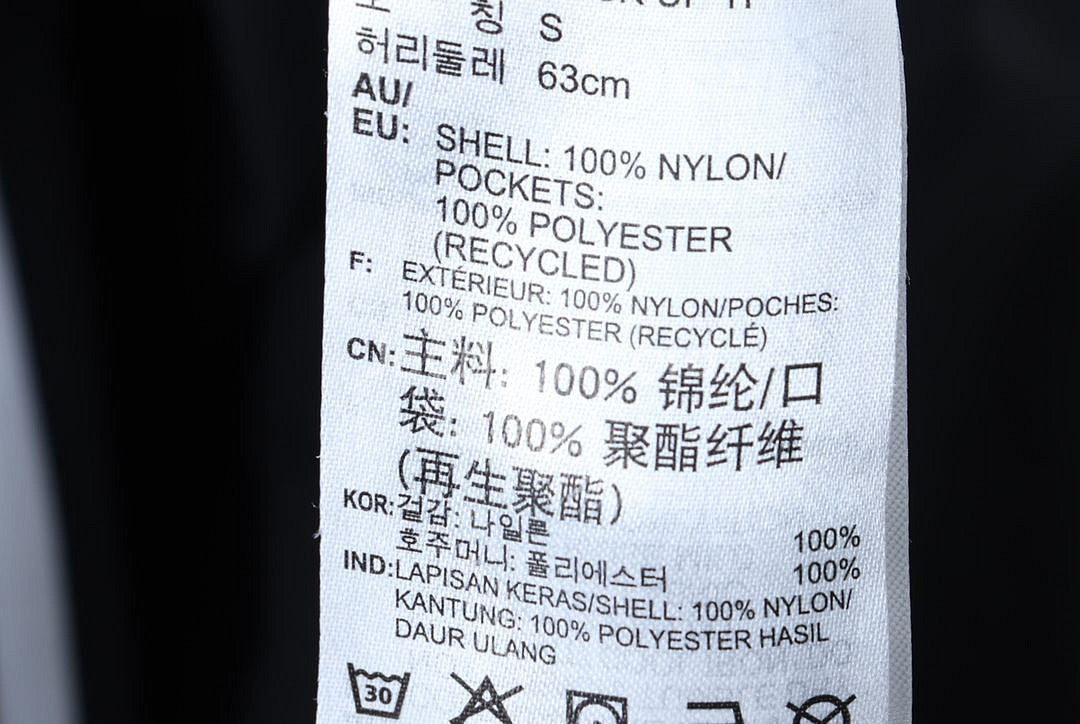 칭 S
허리둘레 63cm
AU/
EU: SHELL: 100% NYLON/
POCKETS:
100% POLYESTER
(RECYCLED)
F: EXTÉRIEUR: 100% NYLON/POCHES:
100% POLYESTER (RECYCLÉ)
CN: 主料: 100% 锦纶/口
袋: 100% 聚酯纤维
(再生聚酯)
KOR: 겉감: 나일론 100%
호주머니: 폴리에스터 100%
IND: LAPISAN KERAS/SHELL: 100% NYLON/
KANTUNG: 100% POLYESTER HASIL
DAUR ULANG
30